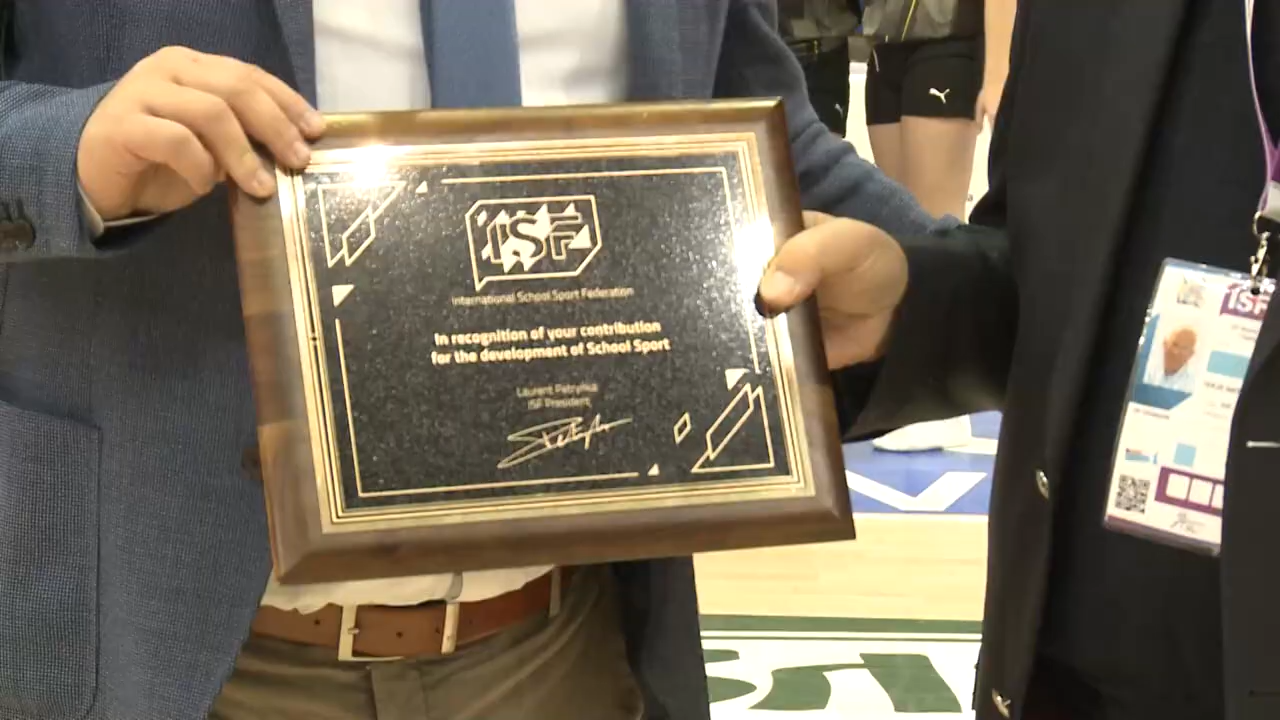 ISF
International School Sport Federation
In recognition of your contribution
for the development of School Sport
Laurent Petrynka
ISF President
ISF